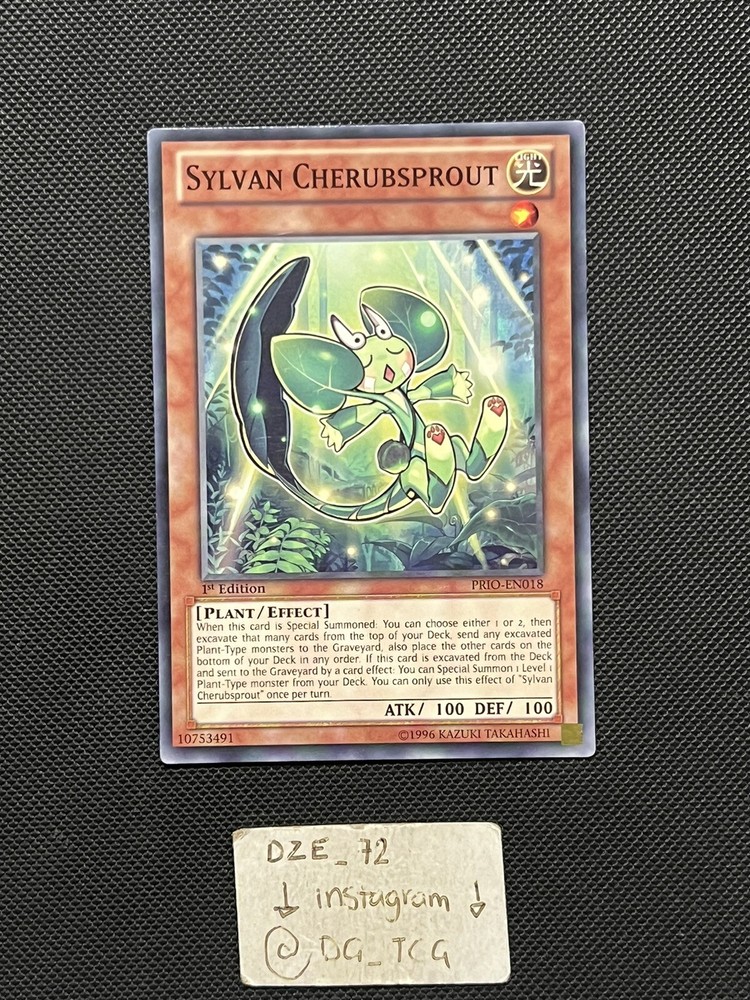 SYLVAN CHERUBSPROUT
LIGHT
光
1st Edition
PRIO-EN018
[PLANT/EFFECT]
When this card is Special Summoned: You can choose either 1 or 2, then
excavate that many cards from the top of your Deck, send any excavated
Plant-Type monsters to the Graveyard, also place the other cards on the
bottom of your Deck in any order. If this card is excavated from the Deck
and sent to the Graveyard by a card effect: You can Special Summon 1 Level 1
Plant-Type monster from your Deck. You can only use this effect of "Sylvan
Cherubsprout" once per turn.
ATK/ 100 DEF/ 100
10753491
©1996 KAZUKI TAKAHASHI
DZE_72
↓ instagram ↓
@DG_TCG